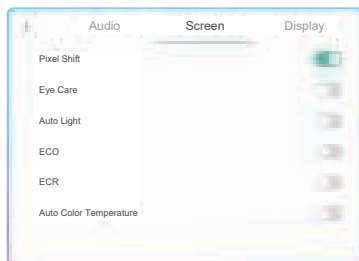 Audio Screen Display
Pixel Shift
Eye Care
Auto Light
ECO
ECR
Auto Color Temperature